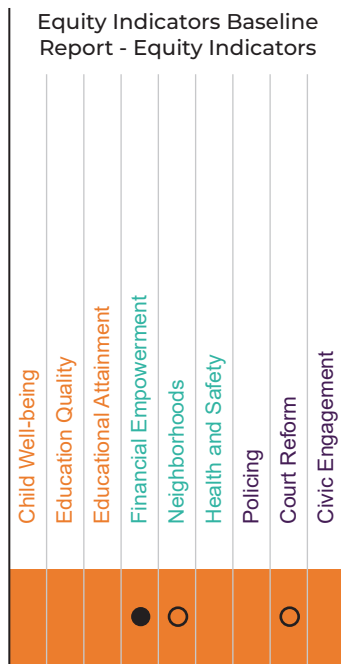 Equity Indicators Baseline
Report - Equity Indicators
Child Well-being
Education Quality
Educational Attainment
Financial Empowerment
Neighborhoods
Health and Safety
Policing
Court Reform
Civic Engagement